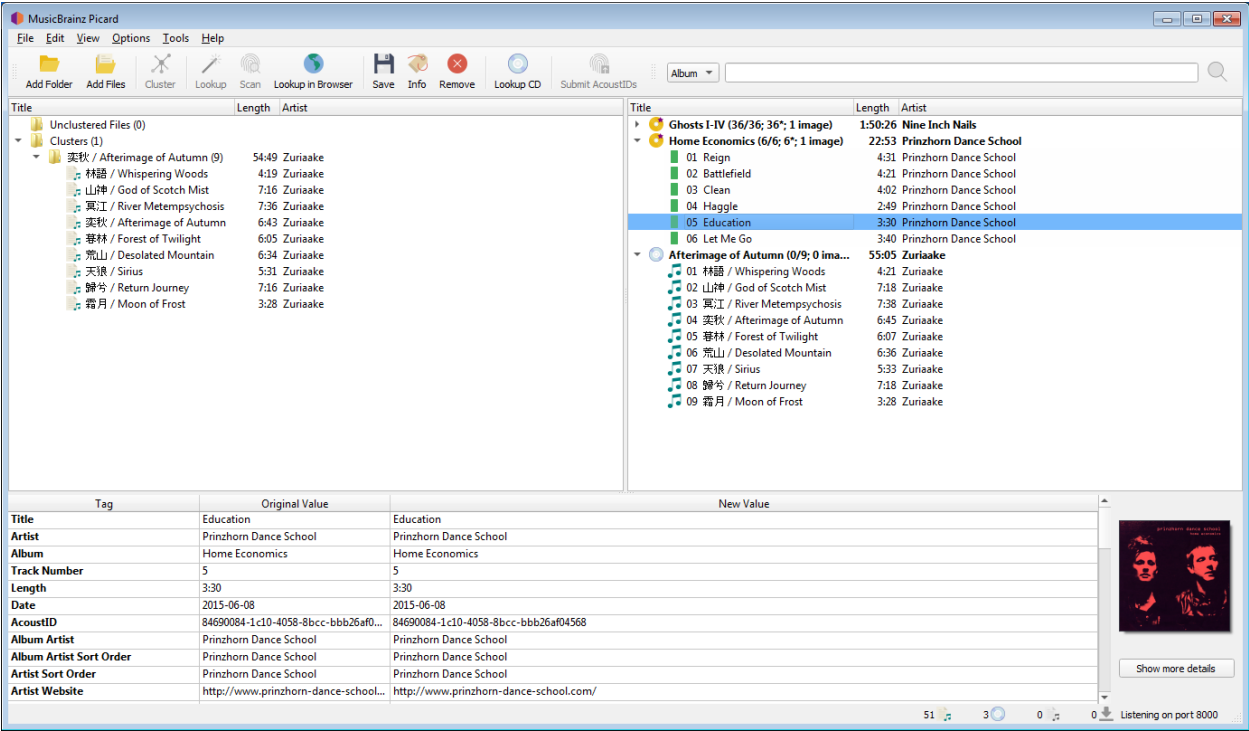 MusicBrainz Picard
File Edit View Options Tools Help
Add Folder Add Files Cluster Lookup Scan Lookup in Browser Save Info Remove Lookup CD Submit AcoustIDs Album
Title Length Artist
Unclustered Files (0)
Clusters (1)
奕秋 / Afterimage of Autumn (9) 54:49 Zuriaake
林語 / Whispering Woods 4:19 Zuriaake
山神 / God of Scotch Mist 7:16 Zuriaake
冥江 / River Metempsychosis 7:36 Zuriaake
奕秋 / Afterimage of Autumn 6:43 Zuriaake
暮林 / Forest of Twilight 6:05 Zuriaake
荒山 / Desolated Mountain 6:34 Zuriaake
天狼 / Sirius 5:31 Zuriaake
歸兮 / Return Journey 7:16 Zuriaake
霜月 / Moon of Frost 3:28 Zuriaake
Title Length Artist
Ghosts I-IV (36/36; 36*; 1 image) 1:50:26 Nine Inch Nails
Home Economics (6/6; 6*; 1 image) 22:53 Prinzhorn Dance School
01 Reign 4:31 Prinzhorn Dance School
02 Battlefield 4:21 Prinzhorn Dance School
03 Clean 4:02 Prinzhorn Dance School
04 Haggle 2:49 Prinzhorn Dance School
05 Education 3:30 Prinzhorn Dance School
06 Let Me Go 3:40 Prinzhorn Dance School
Afterimage of Autumn (0/9; 0 ima... 55:05 Zuriaake
01 林語 / Whispering Woods 4:21 Zuriaake
02 山神 / God of Scotch Mist 7:18 Zuriaake
03 冥江 / River Metempsychosis 7:38 Zuriaake
04 奕秋 / Afterimage of Autumn 6:45 Zuriaake
05 暮林 / Forest of Twilight 6:07 Zuriaake
06 荒山 / Desolated Mountain 6:36 Zuriaake
07 天狼 / Sirius 5:33 Zuriaake
08 歸兮 / Return Journey 7:18 Zuriaake
09 霜月 / Moon of Frost 3:28 Zuriaake
Tag Original Value New Value
Title Education Education
Artist Prinzhorn Dance School Prinzhorn Dance School
Album Home Economics Home Economics
Track Number 5 5
Length 3:30 3:30
Date 2015-06-08 2015-06-08
AcoustID 84690084-1c10-4058-8bcc-bbb26af0... 84690084-1c10-4058-8bcc-bbb26af04568
Album Artist Prinzhorn Dance School Prinzhorn Dance School
Album Artist Sort Order Prinzhorn Dance School Prinzhorn Dance School
Artist Sort Order Prinzhorn Dance School Prinzhorn Dance School
Artist Website http://www.prinzhorn-dance-school... http://www.prinzhorn-dance-school.com/
prinzhorn dance school
home economics
Show more details
51 3 0 0 Listening on port 8000